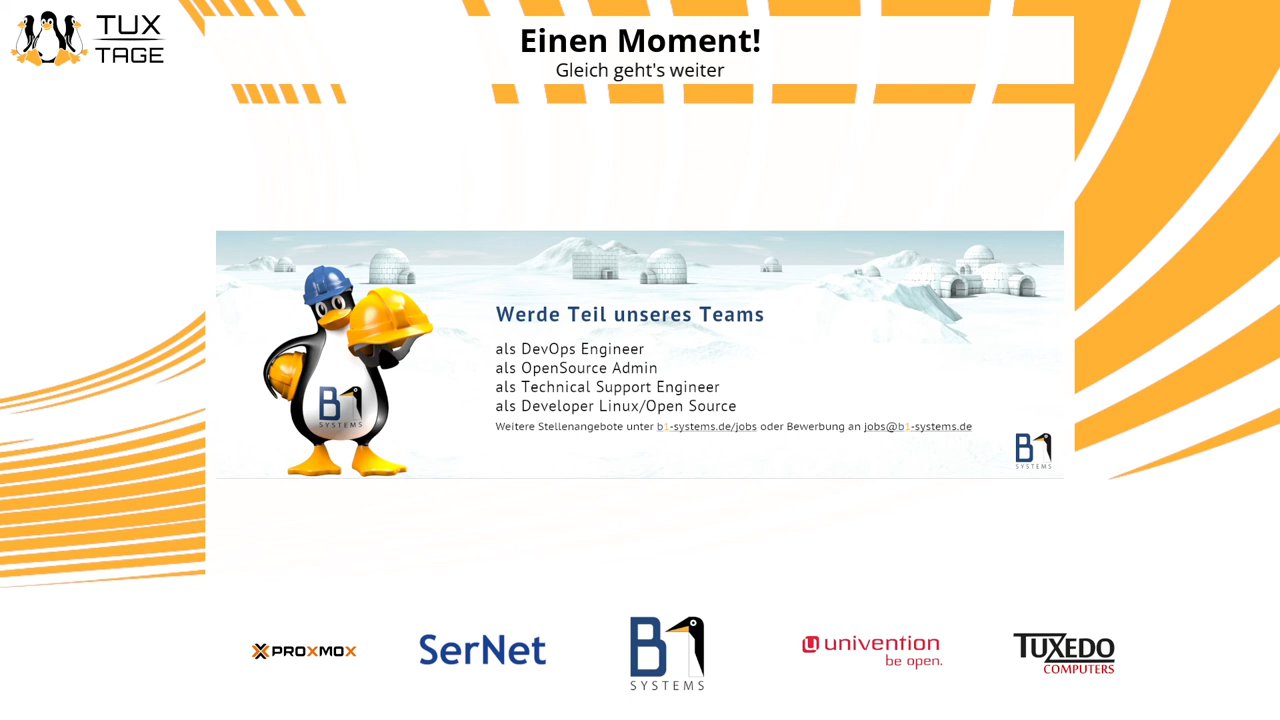 TUX
TAGE
Einen Moment!
Gleich geht's weiter
Werde Teil unseres Teams
als DevOps Engineer
als OpenSource Admin
als Technical Support Engineer
als Developer Linux/Open Source
Weitere Stellenangebote unter b1-systems.de/jobs oder Bewerbung an jobs@b1-systems.de
B1
SYSTEMS
B1
SYSTEMS
PROXMOX
SerNet
B1
SYSTEMS
univention
be open.
TUXEDO
COMPUTERS